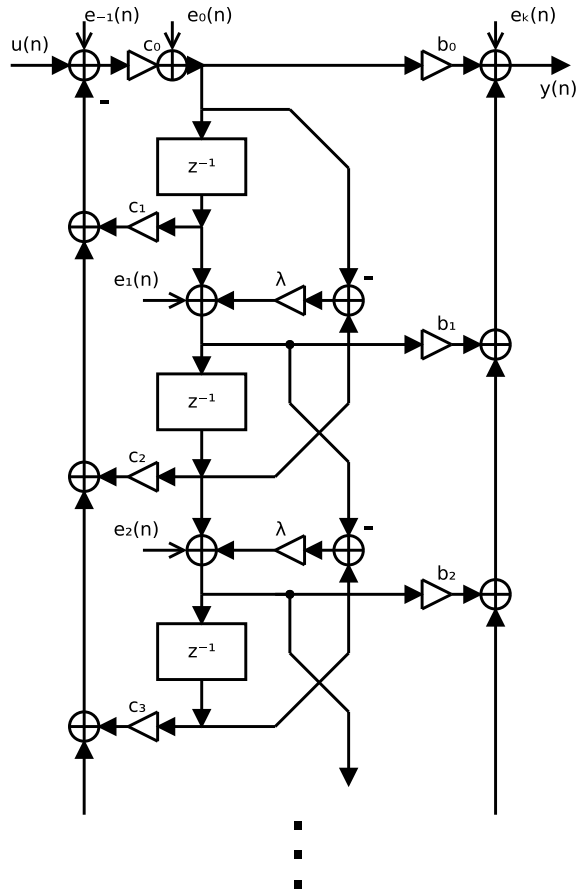 e₋₁(n) e₀(n) eₖ(n)
u(n) c₀ b₀
y(n)
z⁻¹
c₁
e₁(n) λ -
b₁
z⁻¹
c₂
e₂(n) λ -
b₂
z⁻¹
c₃